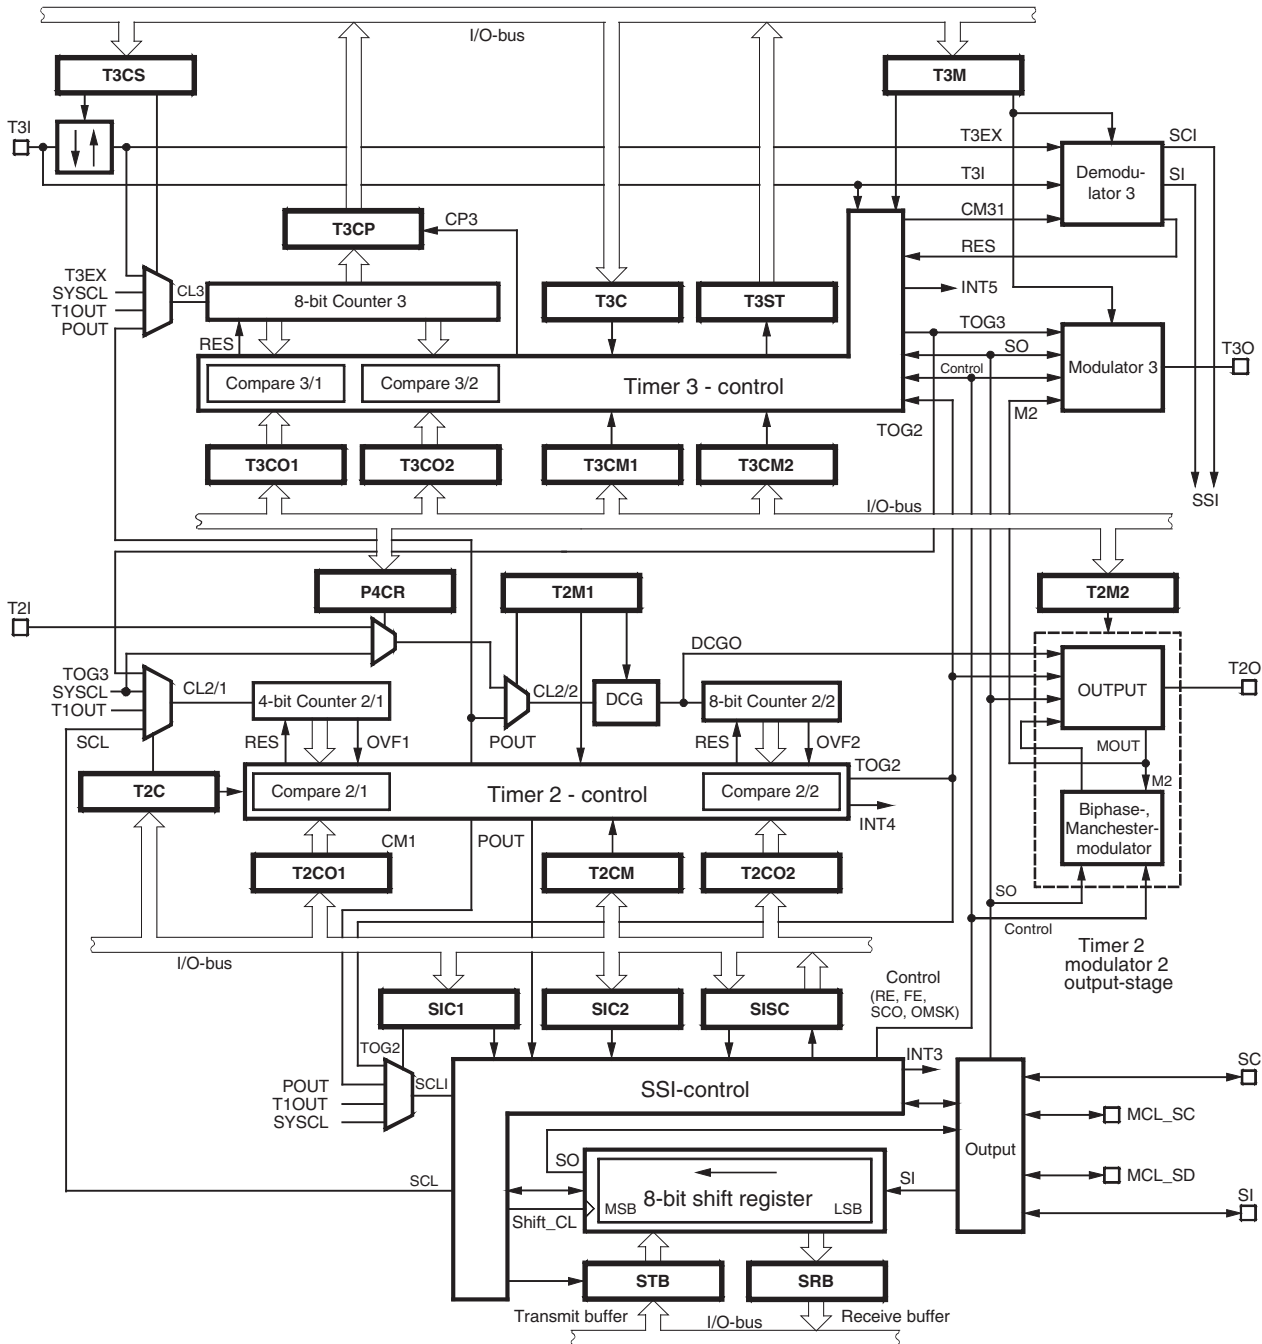 I/O-bus
T3CS
T3M
T3I
T3EX
SCI
T3I
SI
Demodu-
lator 3
CM31
T3CP
CP3
RES
T3EX
SYSCL
T1OUT
POUT
CL3
8-bit Counter 3
T3C
T3ST
INT5
RES
TOG3
SO
Control
Modulator 3
T3O
Compare 3/1
Compare 3/2
Timer 3 - control
M2
TOG2
T3CO1
T3CO2
T3CM1
T3CM2
SSI
I/O-bus
P4CR
T2M1
T2M2
T2I
DCGO
TOG3
SYSCL
T1OUT
SCL
CL2/1
4-bit Counter 2/1
CL2/2
DCG
8-bit Counter 2/2
OUTPUT
T2O
RES
OVF1
POUT
RES
OVF2
MOUT
TOG2
M2
T2C
Compare 2/1
Timer 2 - control
Compare 2/2
INT4
Biphase-,
Manchester-
modulator
CM1
POUT
T2CO1
T2CM
T2CO2
SO
Control
I/O-bus
Timer 2
modulator 2
output-stage
Control
(RE, FE,
SCO, OMSK)
SIC1
SIC2
SISC
TOG2
INT3
POUT
T1OUT
SYSCL
SCLI
SSI-control
SC
MCL_SC
Output
SO
SI
MCL_SD
SCL
8-bit shift register
MSB
LSB
Shift_CL
SI
STB
SRB
Transmit buffer
I/O-bus
Receive buffer